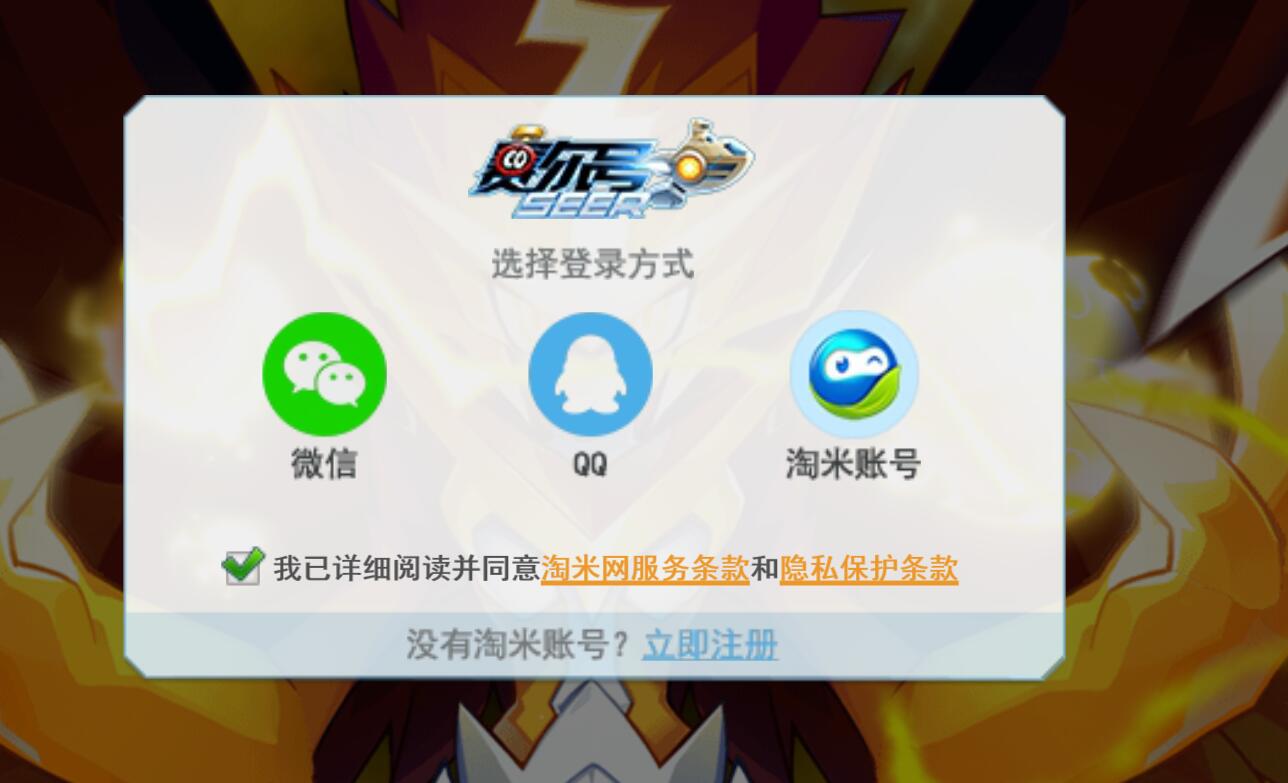 赛尔号
SEER
选择登录方式
微信
QQ
淘米账号
我已详细阅读并同意淘米网服务条款和隐私保护条款
没有淘米账号？立即注册